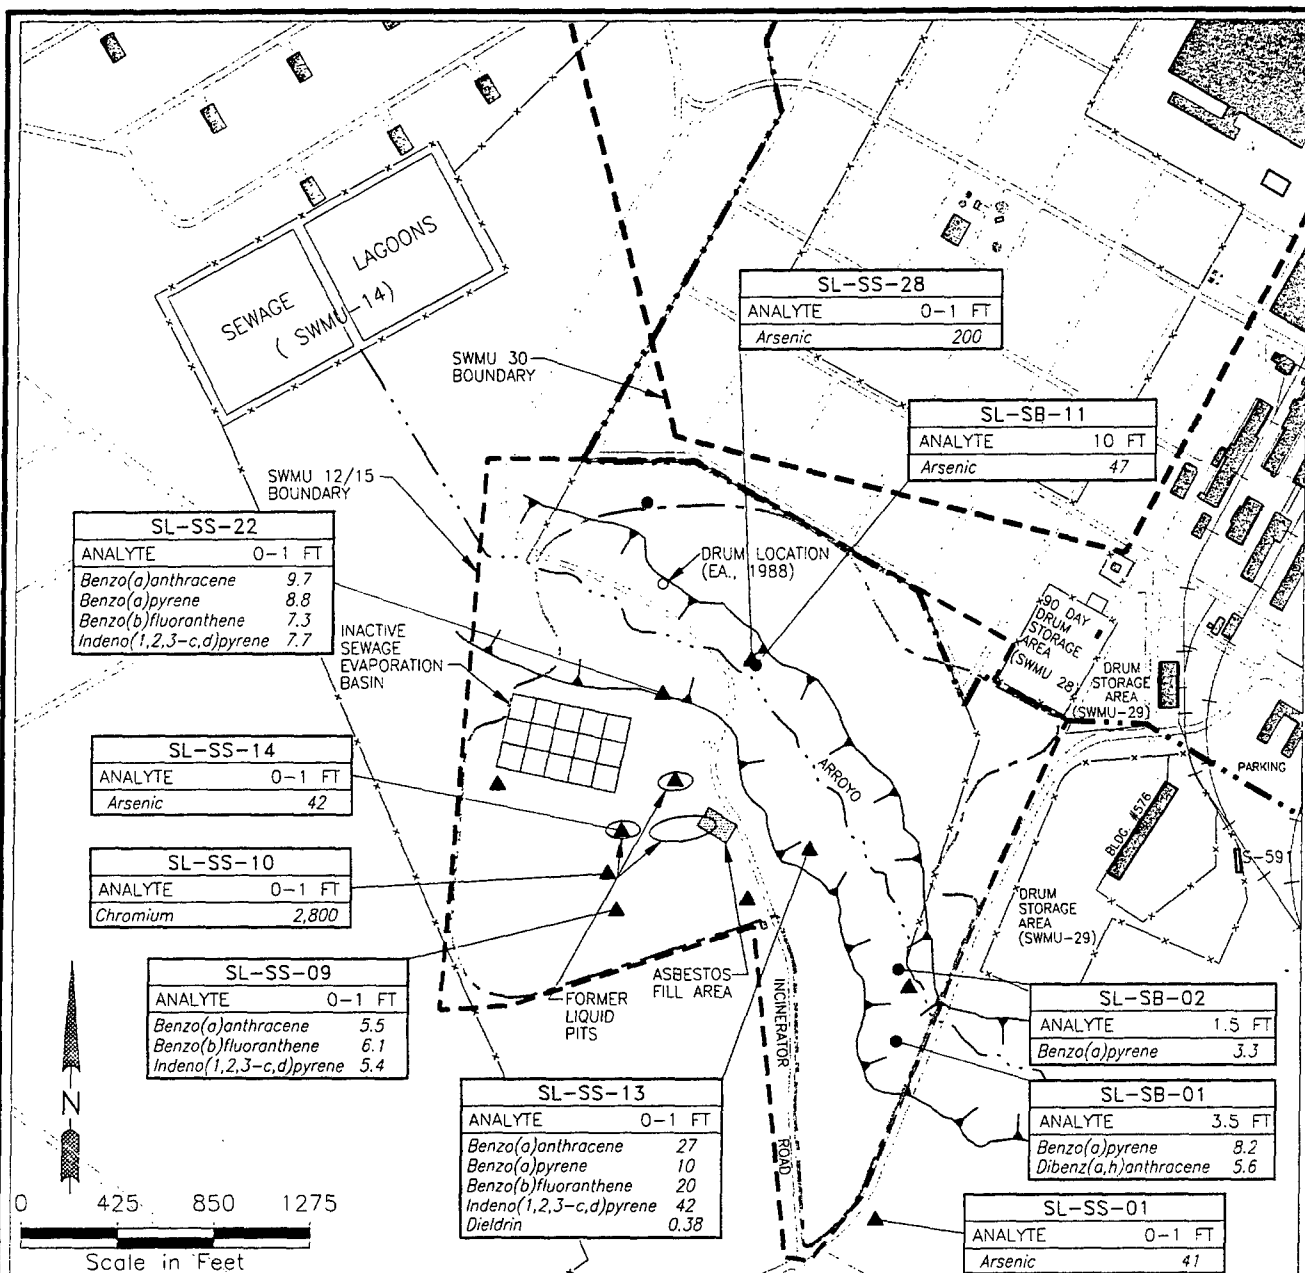 SEWAGE LAGOONS
( SWMU-14)
SWMU 30
BOUNDARY
SL-SS-28
ANALYTE 0-1 FT
Arsenic 200
SL-SB-11
ANALYTE 10 FT
Arsenic 47
SWMU 12/15
BOUNDARY
SL-SS-22
ANALYTE 0-1 FT
Benzo(a)anthracene 9.7
Benzo(a)pyrene 8.8
Benzo(b)fluoranthene 7.3
Indeno(1,2,3-c,d)pyrene 7.7
DRUM LOCATION
(EA., 1988)
INACTIVE
SEWAGE
EVAPORATION
BASIN
90 DAY
DRUM
STORAGE
AREA
(SWMU 28)
DRUM
STORAGE
AREA
(SWMU-29)
PARKING
SL-SS-14
ANALYTE 0-1 FT
Arsenic 42
ARROYO
BLDG. #576
S-591
SL-SS-10
ANALYTE 0-1 FT
Chromium 2,800
DRUM
STORAGE
AREA
(SWMU-29)
SL-SS-09
ANALYTE 0-1 FT
Benzo(a)anthracene 5.5
Benzo(b)fluoranthene 6.1
Indeno(1,2,3-c,d)pyrene 5.4
FORMER
LIQUID
PITS
ASBESTOS
FILL AREA
INCINERATOR ROAD
SL-SB-02
ANALYTE 1.5 FT
Benzo(a)pyrene 3.3
SL-SS-13
ANALYTE 0-1 FT
Benzo(a)anthracene 27
Benzo(a)pyrene 10
Benzo(b)fluoranthene 20
Indeno(1,2,3-c,d)pyrene 42
Dieldrin 0.38
SL-SB-01
ANALYTE 3.5 FT
Benzo(a)pyrene 8.2
Dibenz(a,h)anthracene 5.6
SL-SS-01
ANALYTE 0-1 FT
Arsenic 41
N
0 425 850 1275
Scale in Feet